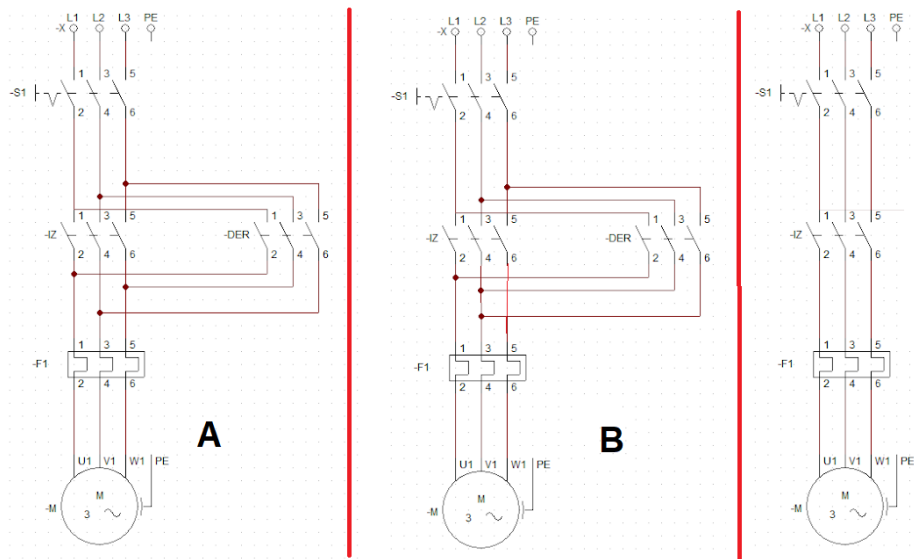 L1 L2 L3 PE
-X
1 3 5
-S1
2 4 6
1 3 5 1 3 5
-IZ -DER
2 4 6 2 4 6
1 3 5
-F1
2 4 6
A
U1 V1 W1 PE
M
-M
3
L1 L2 L3 PE
-X
1 3 5
-S1
2 4 6
1 3 5 1 3 5
-IZ -DER
2 4 6 2 4 6
1 3 5
-F1
2 4 6
B
U1 V1 W1 PE
M
-M
3
L1 L2 L3 PE
-X
1 3 5
-S1
2 4 6
1 3 5
-IZ
2 4 6
1 3 5
-F1
2 4 6
U1 V1 W1 PE
M
-M
3